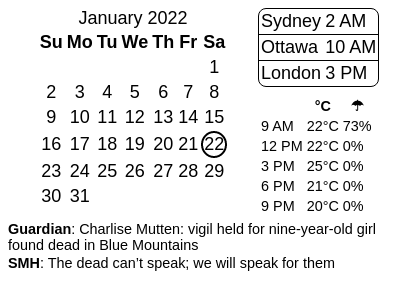 January 2022
Su Mo Tu We Th Fr Sa
1
2 3 4 5 6 7 8
9 10 11 12 13 14 15
16 17 18 19 20 21 22
23 24 25 26 27 28 29
30 31
Sydney 2 AM
Ottawa 10 AM
London 3 PM
°C ☂
9 AM 22°C 73%
12 PM 22°C 0%
3 PM 25°C 0%
6 PM 21°C 0%
9 PM 20°C 0%
Guardian: Charlise Mutten: vigil held for nine-year-old girl
found dead in Blue Mountains
SMH: The dead can’t speak; we will speak for them